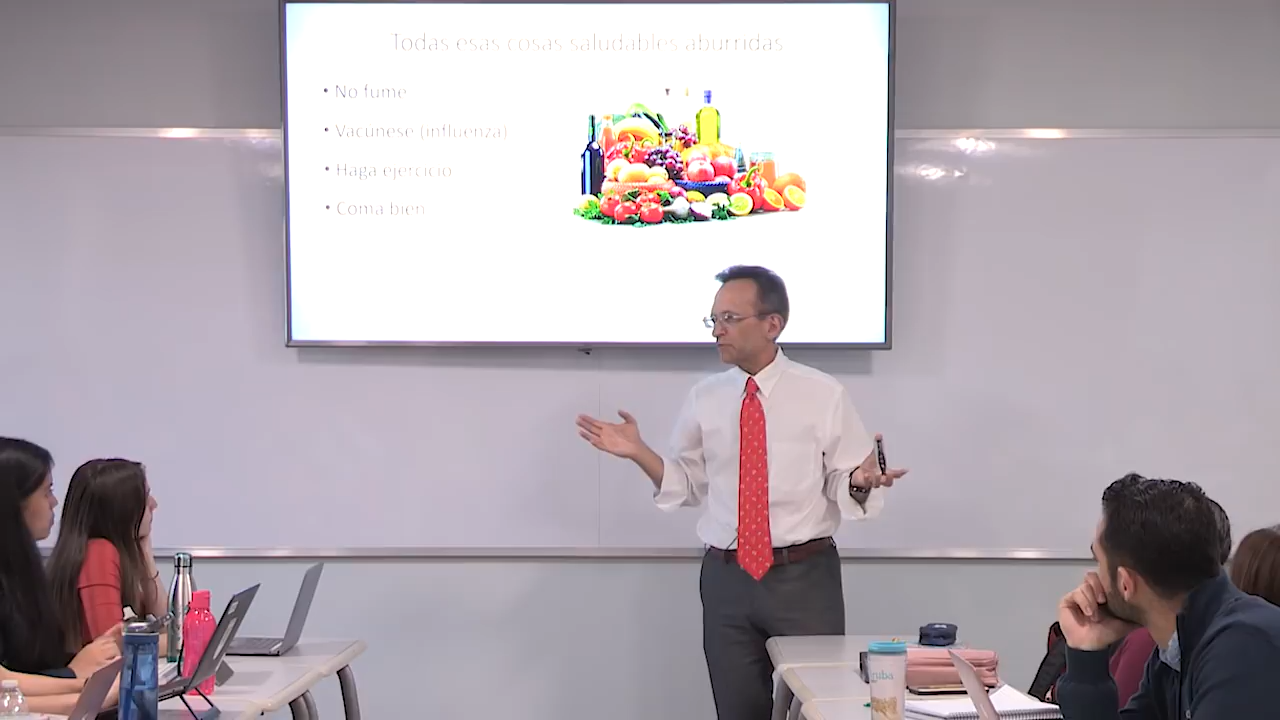 Todas esas cosas saludables aburridas
• No fume
• Vacunese (influenza)
• Haga ejercicio
• Coma bien